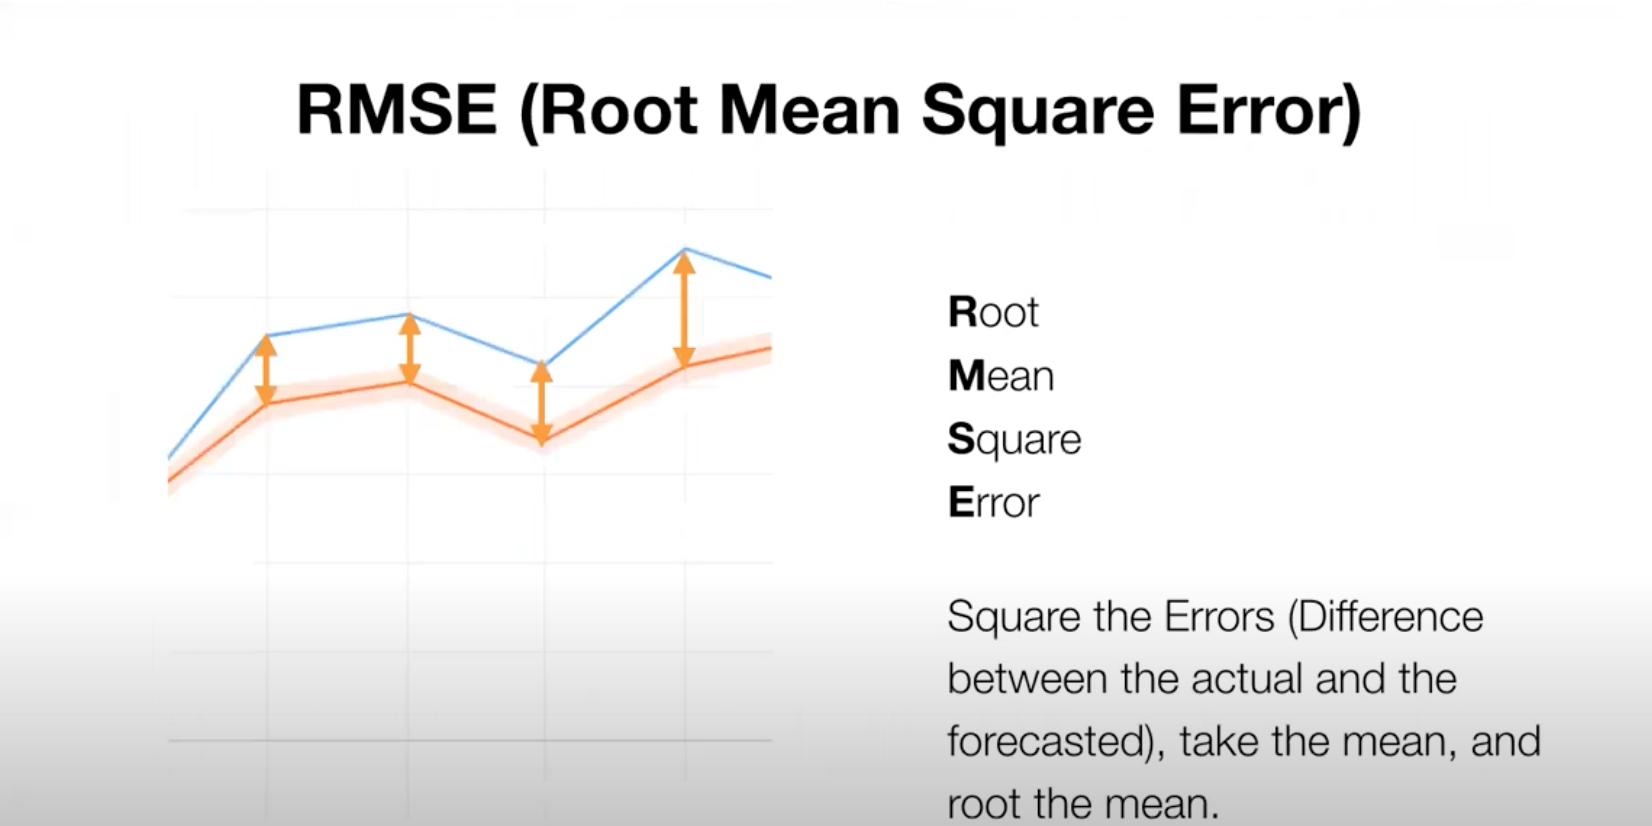 RMSE (Root Mean Square Error)
Root
Mean
Square
Error
Square the Errors (Difference
between the actual and the
forecasted), take the mean, and
root the mean.